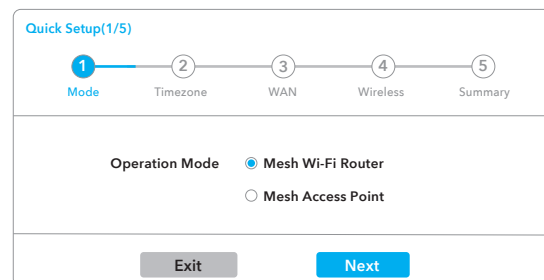 Quick Setup(1/5)
1 2 3 4 5
Mode Timezone WAN Wireless Summary
Operation Mode Mesh Wi-Fi Router
Mesh Access Point
Exit Next